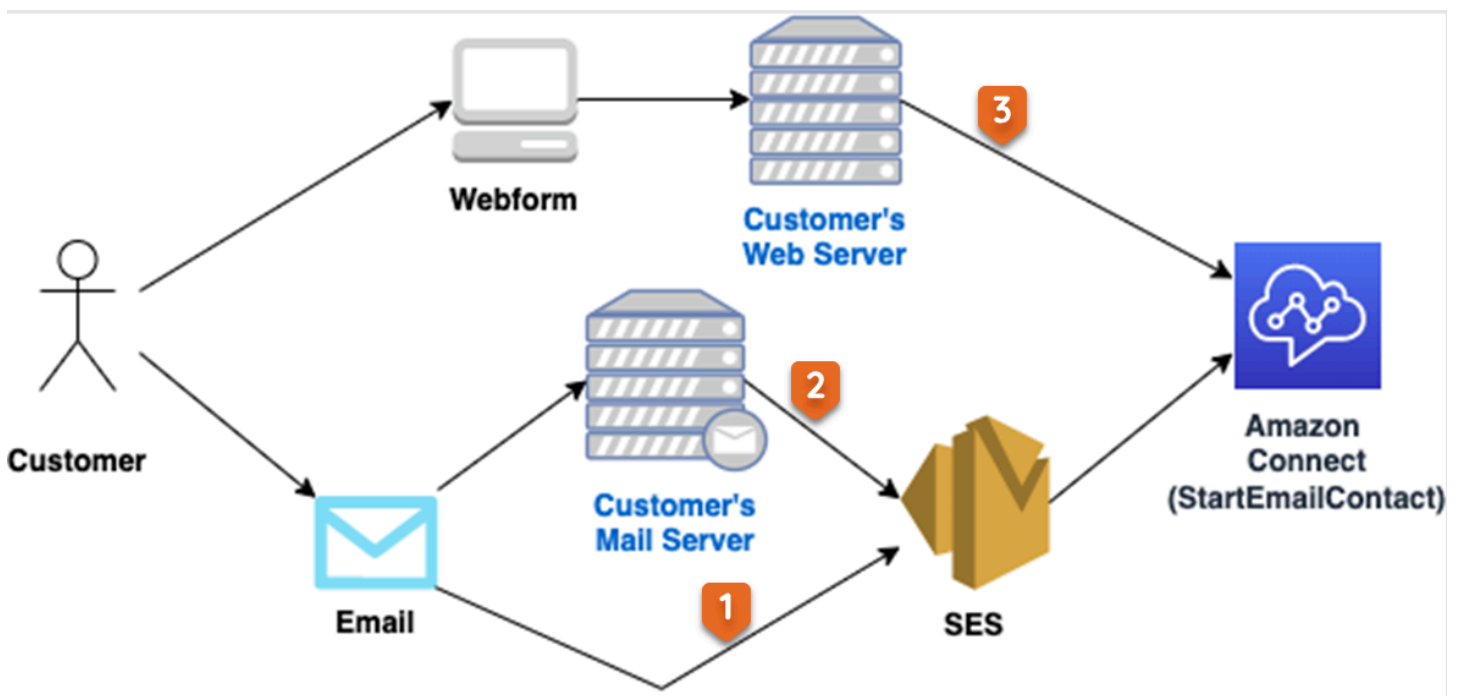 3
Webform
Customer's
Web Server
2
Customer
Amazon
Connect
(StartEmailContact)
Customer's
Mail Server
1
Email
SES